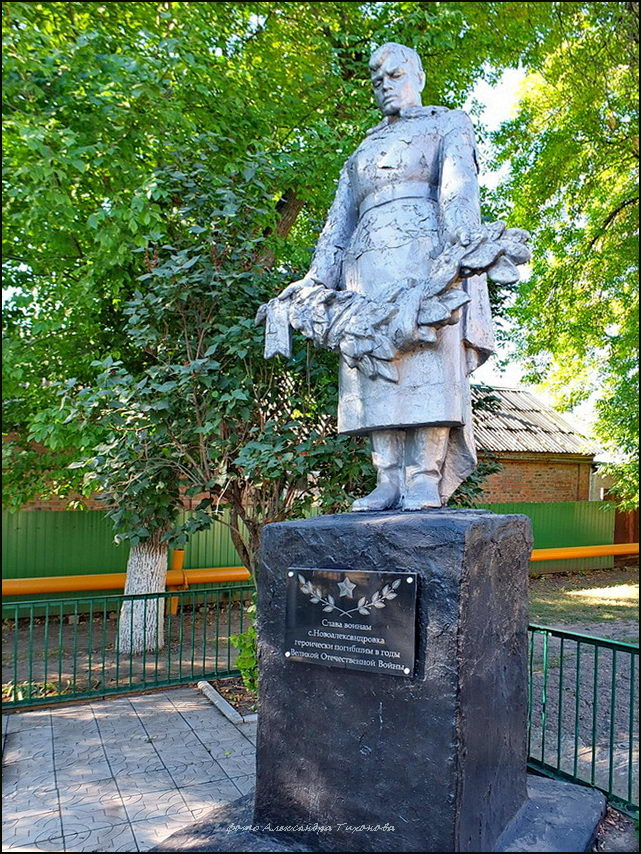 Слава воинам
с.Новоалександровка
героически погибшим в годы
Великой Отечественной Войны
фото Александра Тихонова